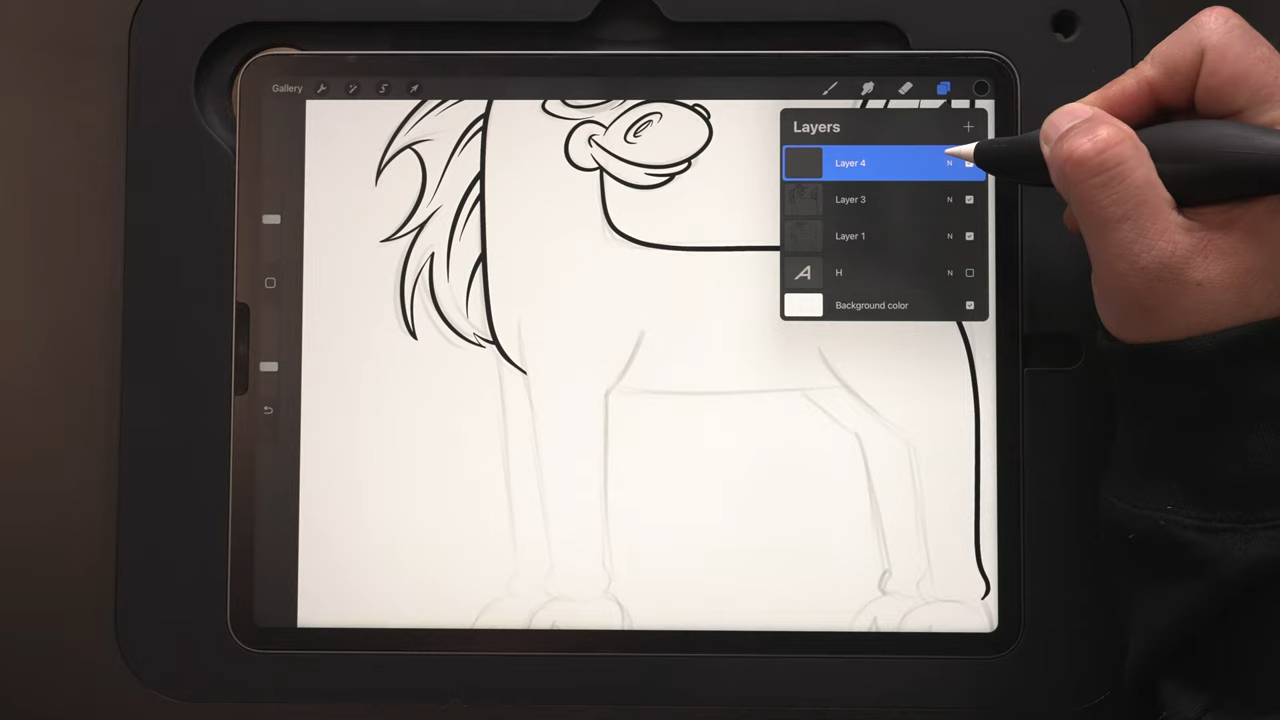 Gallery
Layers
Layer 4 N
Layer 3 N
Layer 1 N
A H N
Background color